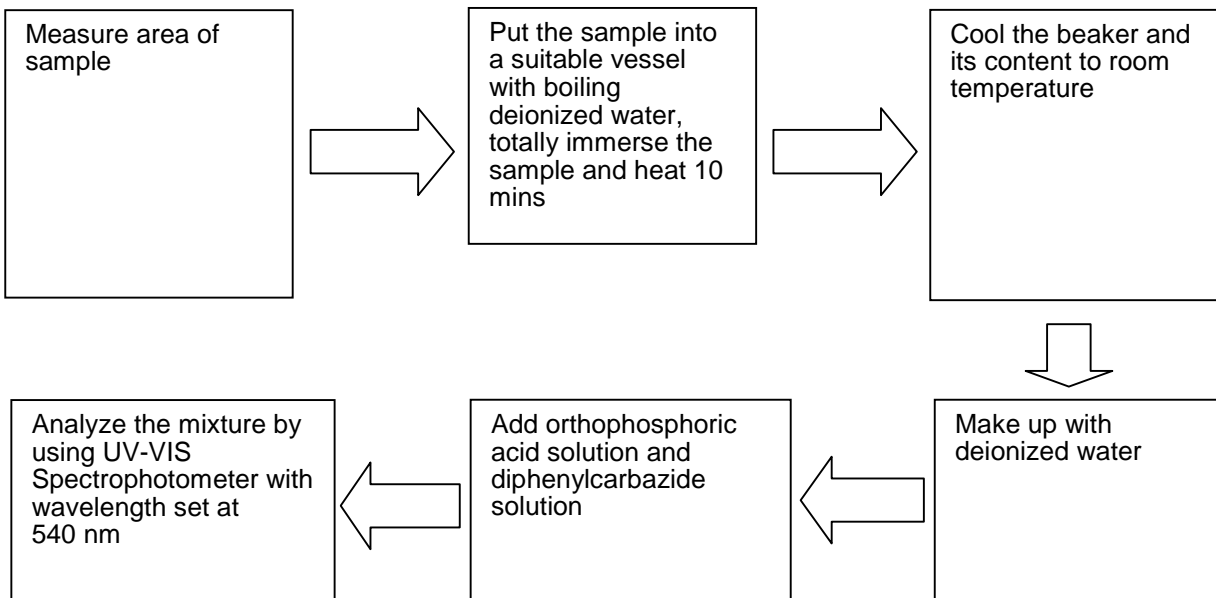 Measure area of
sample
Put the sample into
a suitable vessel
with boiling
deionized water,
totally immerse the
sample and heat 10
mins
Cool the beaker and
its content to room
temperature
Make up with
deionized water
Add orthophosphoric
acid solution and
diphenylcarbazide
solution
Analyze the mixture by
using UV-VIS
Spectrophotometer with
wavelength set at
540 nm